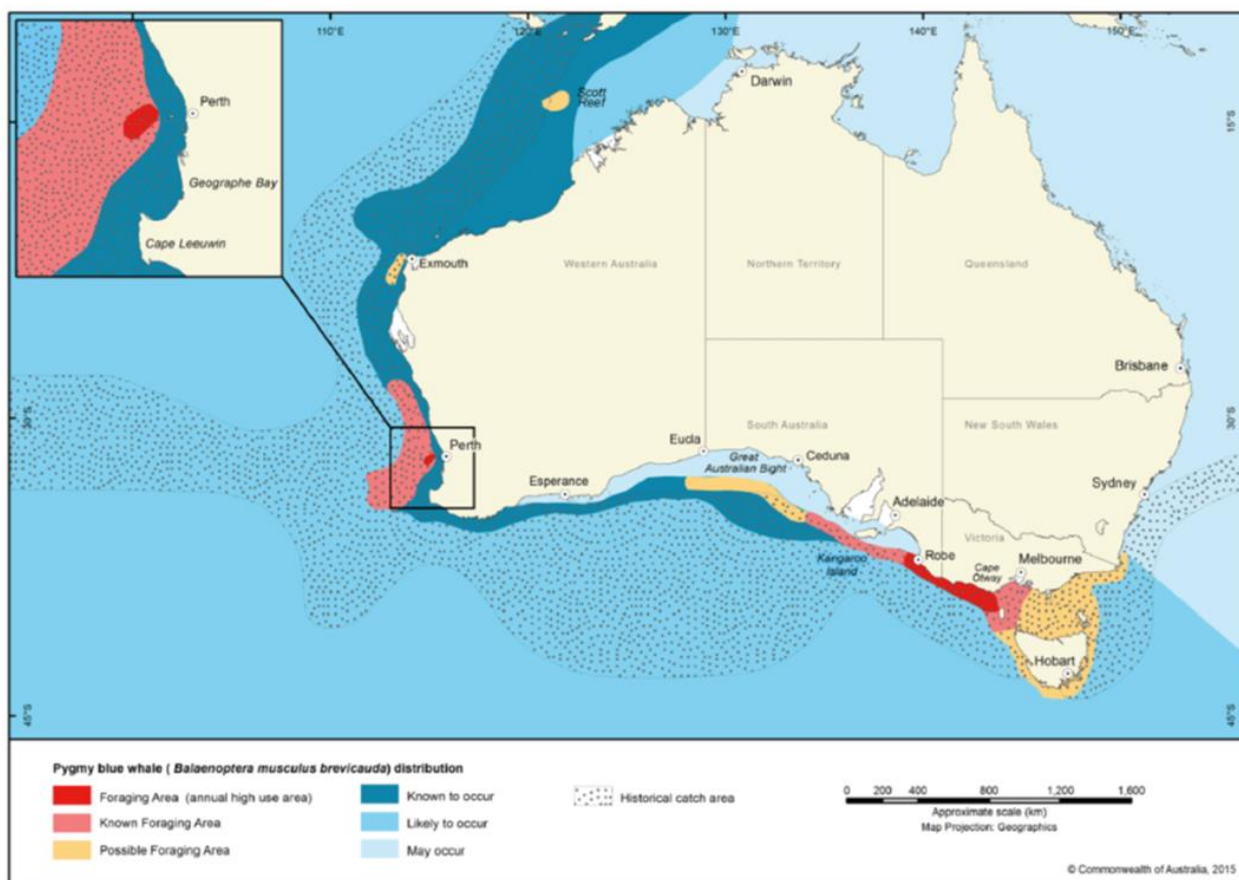 110°E
120°E
130°E
140°E
150°E
Perth
Geographe Bay
Cape Leeuwin
Scott
Reef
Darwin
15°S
Exmouth
Western Australia
Northern Territory
Queensland
Brisbane
30°S
30°S
Perth
Esperance
Eucla
South Australia
Great
Australian Bight
Ceduna
New South Wales
Sydney
Adelaide
Victoria
Kangaroo
Island
Robe
Cape
Otway
Melbourne
Hobart
45°S
45°S
Pygmy blue whale ( Balaenoptera musculus brevicauda) distribution
Foraging Area (annual high use area)
Known Foraging Area
Possible Foraging Area
Known to occur
Likely to occur
May occur
Historical catch area
0 200 400 800 1,200 1,600
Approximate scale (km)
Map Projection: Geographics
© Commonwealth of Australia, 2015